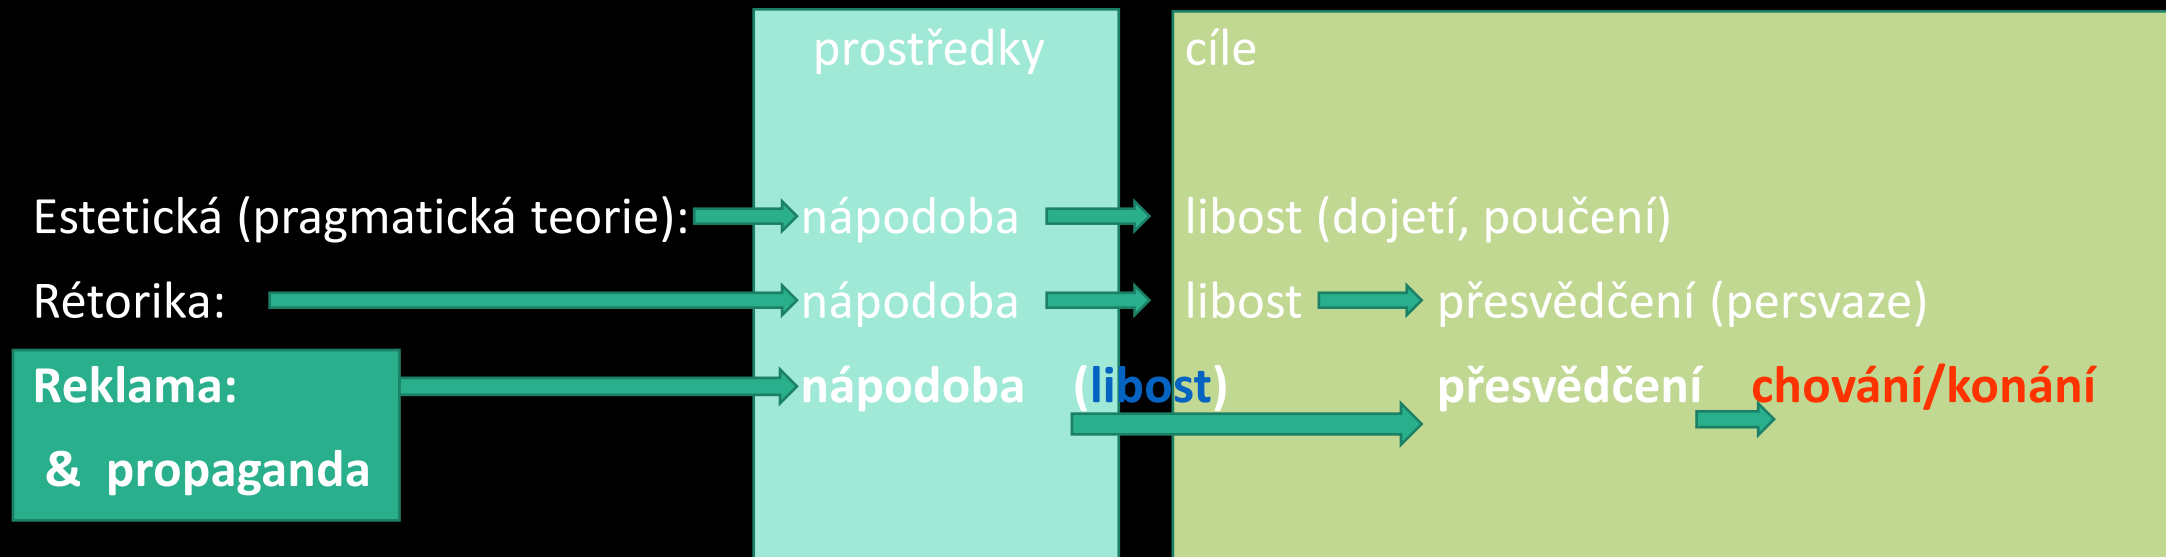 prostředky cíle
Estetická (pragmatická teorie): nápodoba libost (dojetí, poučení)
Rétorika: nápodoba libost přesvědčení (persvaze)
Reklama: nápodoba (libost) přesvědčení chování/konání
& propaganda